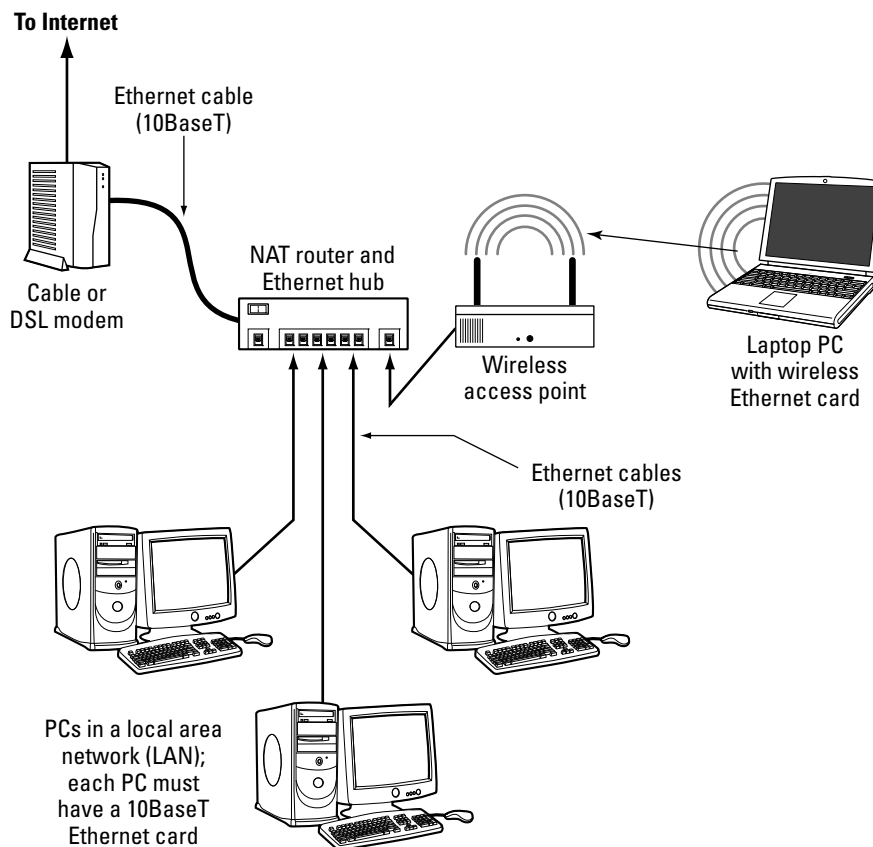 To Internet
Ethernet cable
(10BaseT)
NAT router and
Ethernet hub
Cable or
DSL modem
Wireless
access point
Laptop PC
with wireless
Ethernet card
Ethernet cables
(10BaseT)
PCs in a local area
network (LAN);
each PC must
have a 10BaseT
Ethernet card